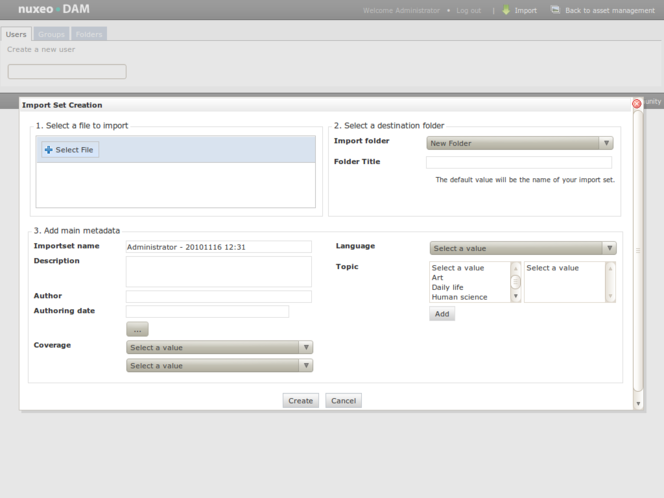 nuxeo + DAM
Welcome Administrator • Log out | Import Back to asset management
Users Groups Folders
Create a new user
unity
Import Set Creation
1. Select a file to import
Select File
2. Select a destination folder
Import folder New Folder
Folder Title
The default value will be the name of your import set.
3. Add main metadata
Importset name Administrator - 20101116 12:31
Description
Author
Authoring date
...
Coverage Select a value
Select a value
Language Select a value
Topic Select a value Select a value
Art
Daily life
Human science
Add
Create Cancel